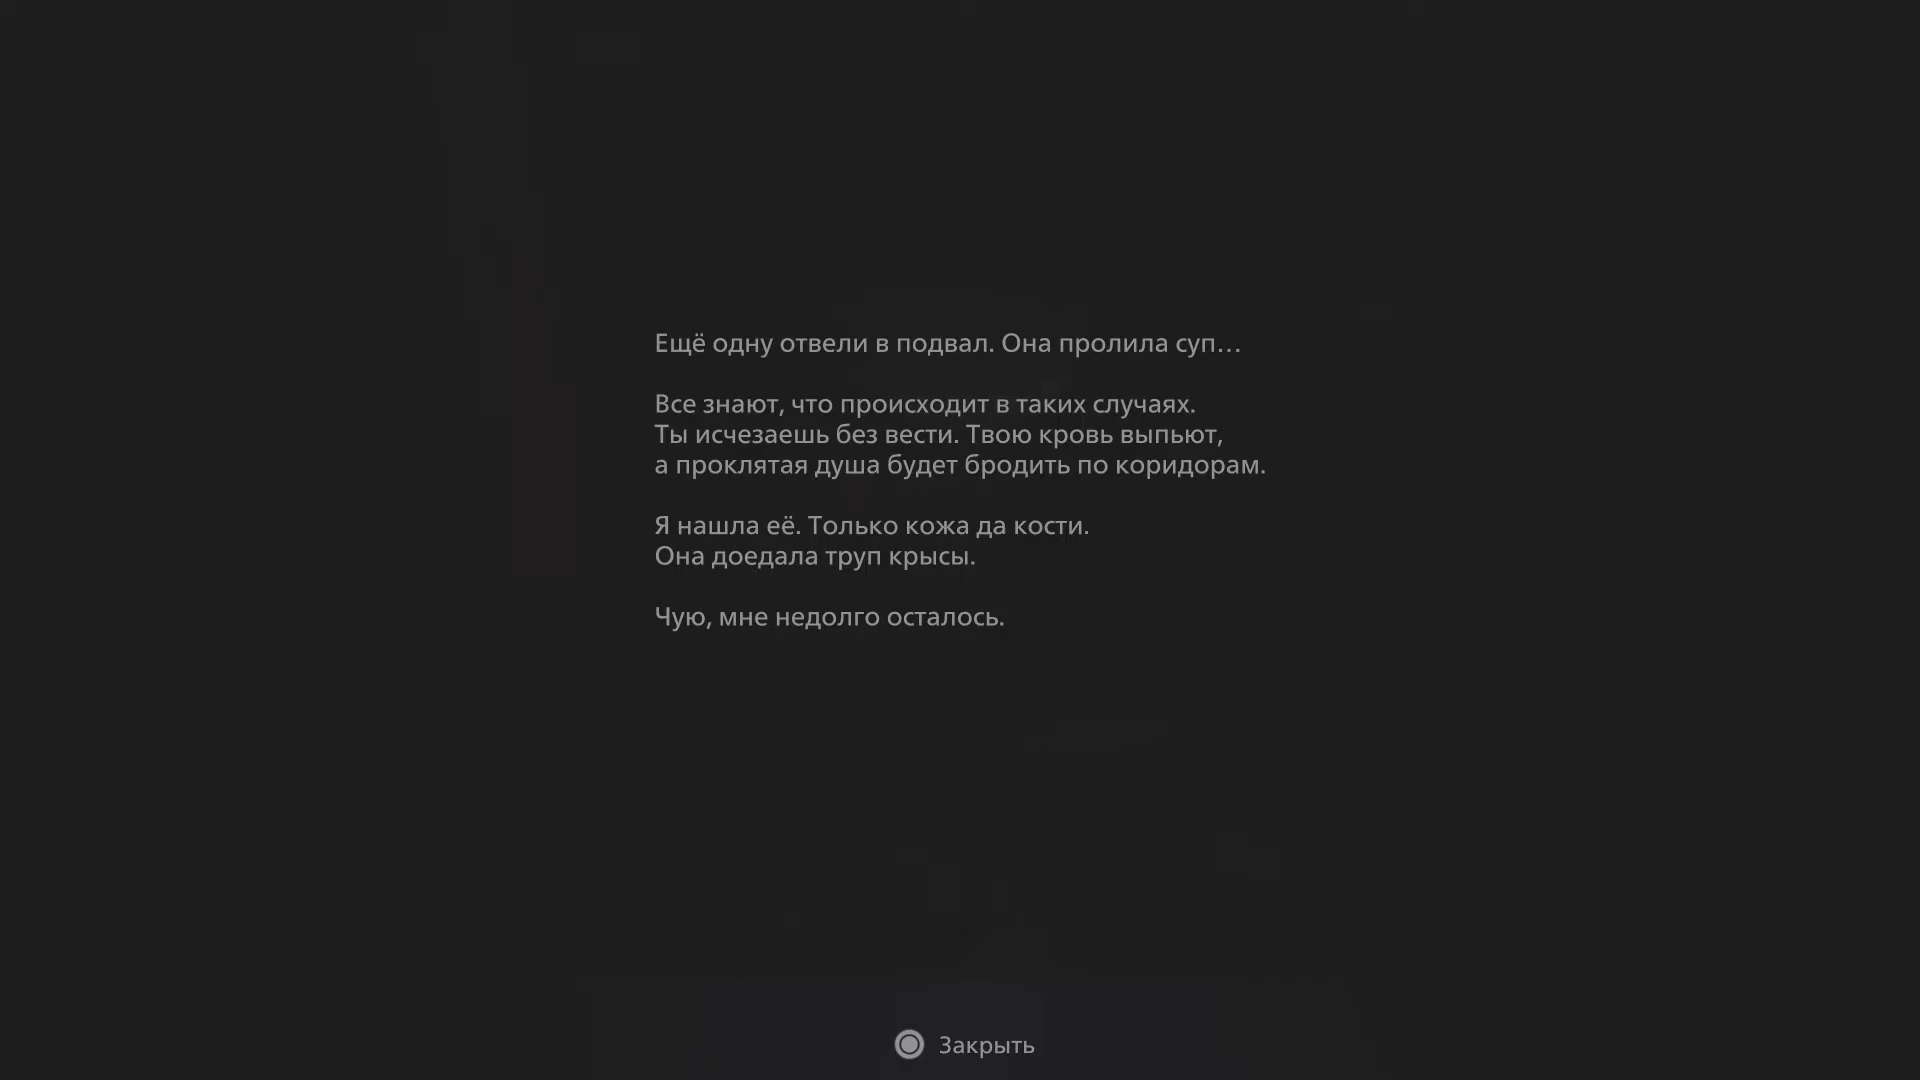 Ещё одну отвели в подвал. Она пролила суп…
Все знают, что происходит в таких случаях.
Ты исчезаешь без вести. Твою кровь выпьют,
а проклятая душа будет бродить по коридорам.
Я нашла её. Только кожа да кости.
Она доедала труп крысы.
Чую, мне недолго осталось.
Закрыть